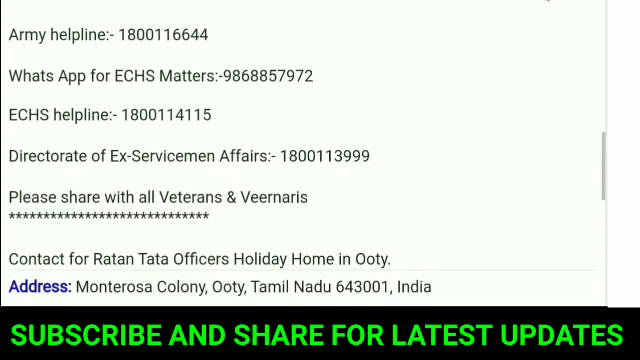 Army helpline:- 1800116644
Whats App for ECHS Matters:-9868857972
ECHS helpline:- 1800114115
Directorate of Ex-Servicemen Affairs:- 1800113999
Please share with all Veterans & Veernaris
*****************************
Contact for Ratan Tata Officers Holiday Home in Ooty.
Address: Monterosa Colony, Ooty, Tamil Nadu 643001, India
SUBSCRIBE AND SHARE FOR LATEST UPDATES